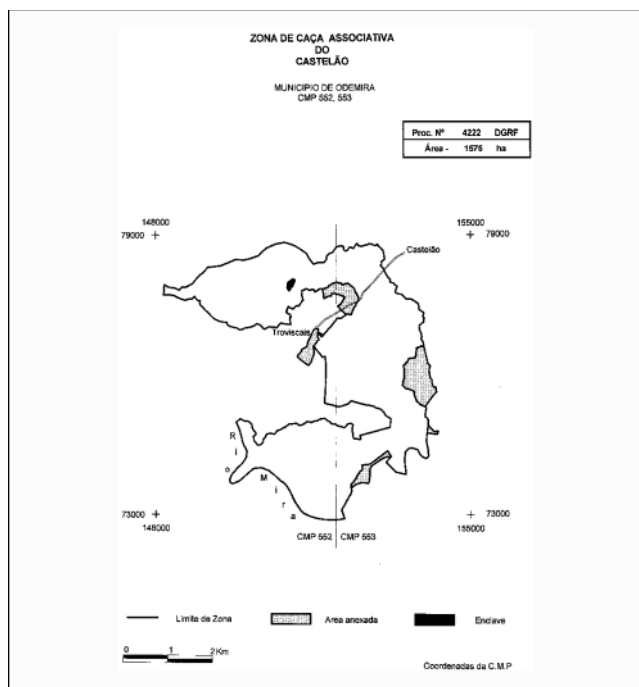 ZONA DE CAÇA ASSOCIATIVA
DO
CASTELÃO
MUNICIPIO DE ODEMIRA
CMP 552, 553
Proc. Nº 4222 DGRF
Área - 1575 ha
148000
79000
155000
79000
Castelão
Troviscais
Rio
Mira
73000
148000
73000
155000
CMP 552
CMP 553
Limite de Zona
Area anexada
Enclave
0 1 2 Km
Coordenadas da C.M.P